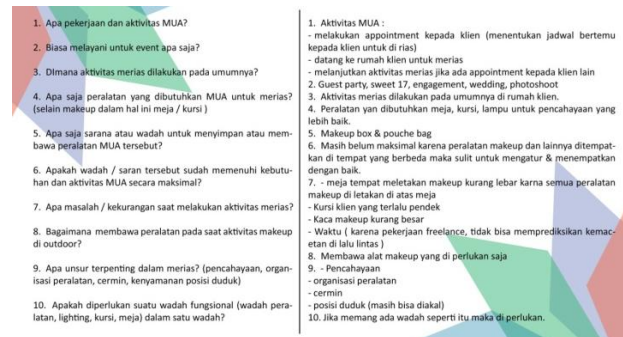 1. Apa pekerjaan dan aktivitas MUA?
2. Biasa melayani untuk event apa saja?
3. DImana aktivitas merias dilakukan pada umumnya?
4. Apa saja peralatan yang dibutuhkan MUA untuk merias?
(selain makeup dalam hal ini meja / kursi )
5. Apa saja sarana atau wadah untuk menyimpan atau mem-
bawa peralatan MUA tersebut?
6. Apakah wadah / saran tersebut sudah memenuhi kebutu-
han dan aktivitas MUA secara maksimal?
7. Apa masalah / kekurangan saat melakukan aktivitas merias?
8. Bagaimana membawa peralatan pada saat aktivitas makeup
di outdoor?
9. Apa unsur terpenting dalam merias? (pencahayaan, organ-
isasi peralatan, cermin, kenyamanan posisi duduk)
10. Apakah diperlukan suatu wadah fungsional (wadah pera-
latan, lighting, kursi, meja) dalam satu wadah?
1. Aktivitas MUA :
- melakukan appointment kepada klien (menentukan jadwal bertemu
kepada klien untuk di rias)
- datang ke rumah klien untuk merias
- melanjutkan aktivitas merias jika ada appointment kepada klien lain
2. Guest party, sweet 17, engagement, wedding, photoshoot
3. Aktivitas merias dilakukan pada umumnya di rumah klien.
4. Peralatan yan dibutuhkan meja, kursi, lampu untuk pencahayaan yang
lebih baik.
5. Makeup box & pouche bag
6. Masih belum maksimal karena peralatan makeup dan lainnya ditempat-
kan di tempat yang berbeda maka sulit untuk mengatur & menempatkan
dengan baik.
7. - meja tempat meletakan makeup kurang lebar karna semua peralatan
makeup di letakan di atas meja
- Kursi klien yang terlalu pendek
- Kaca makeup kurang besar
- Waktu ( karena pekerjaan freelance, tidak bisa memprediksikan kemac-
etan di lalu lintas )
8. Membawa alat makeup yang di perlukan saja
9. - Pencahayaan
- organisasi peralatan
- cermin
- posisi duduk (masih bisa diakal)
10. Jika memang ada wadah seperti itu maka di perlukan.